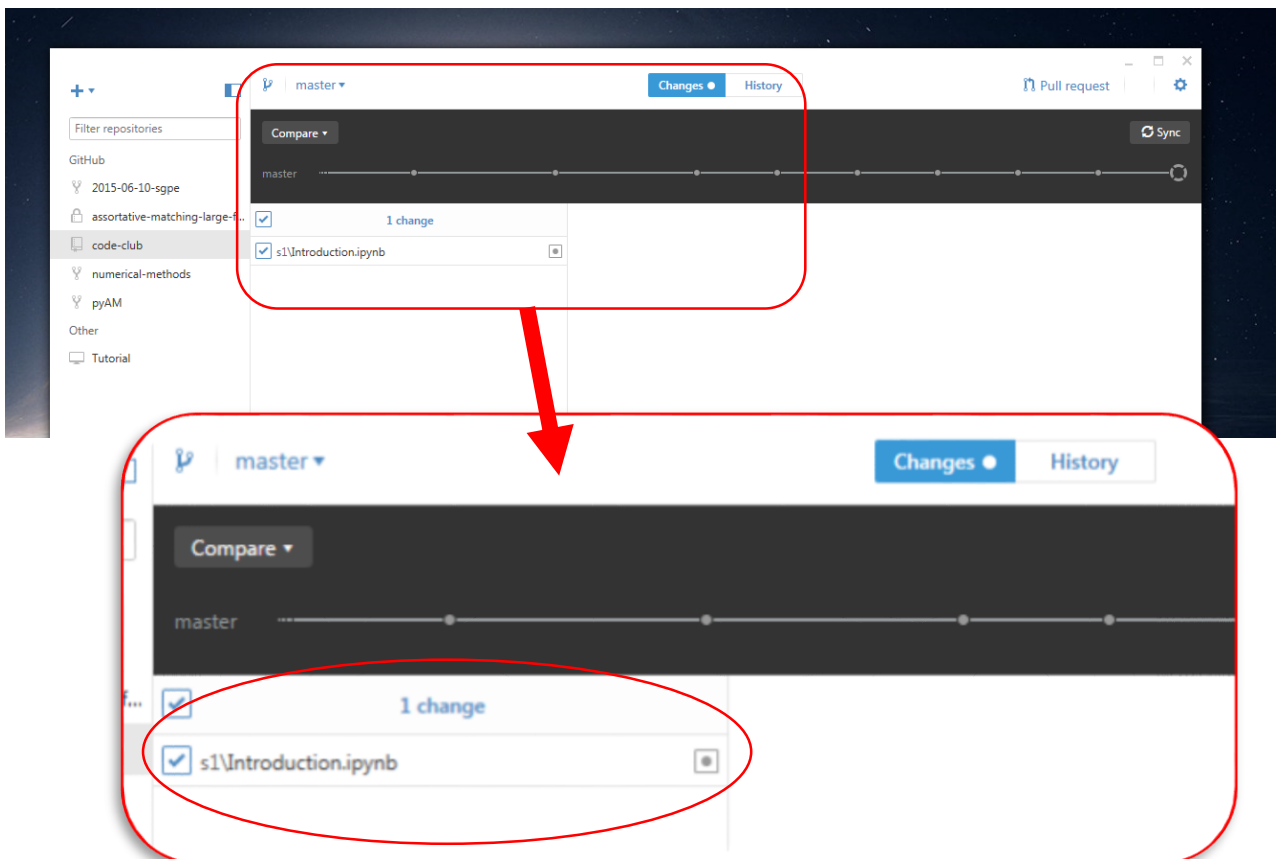 master
Changes
History
Pull request
Filter repositories
Compare
Sync
GitHub
master
2015-06-10-sgpe
assortative-matching-large-f...
1 change
code-club
s1\Introduction.ipynb
numerical-methods
pyAM
Other
Tutorial
master
Changes
History
Compare
master
f...
1 change
s1\Introduction.ipynb